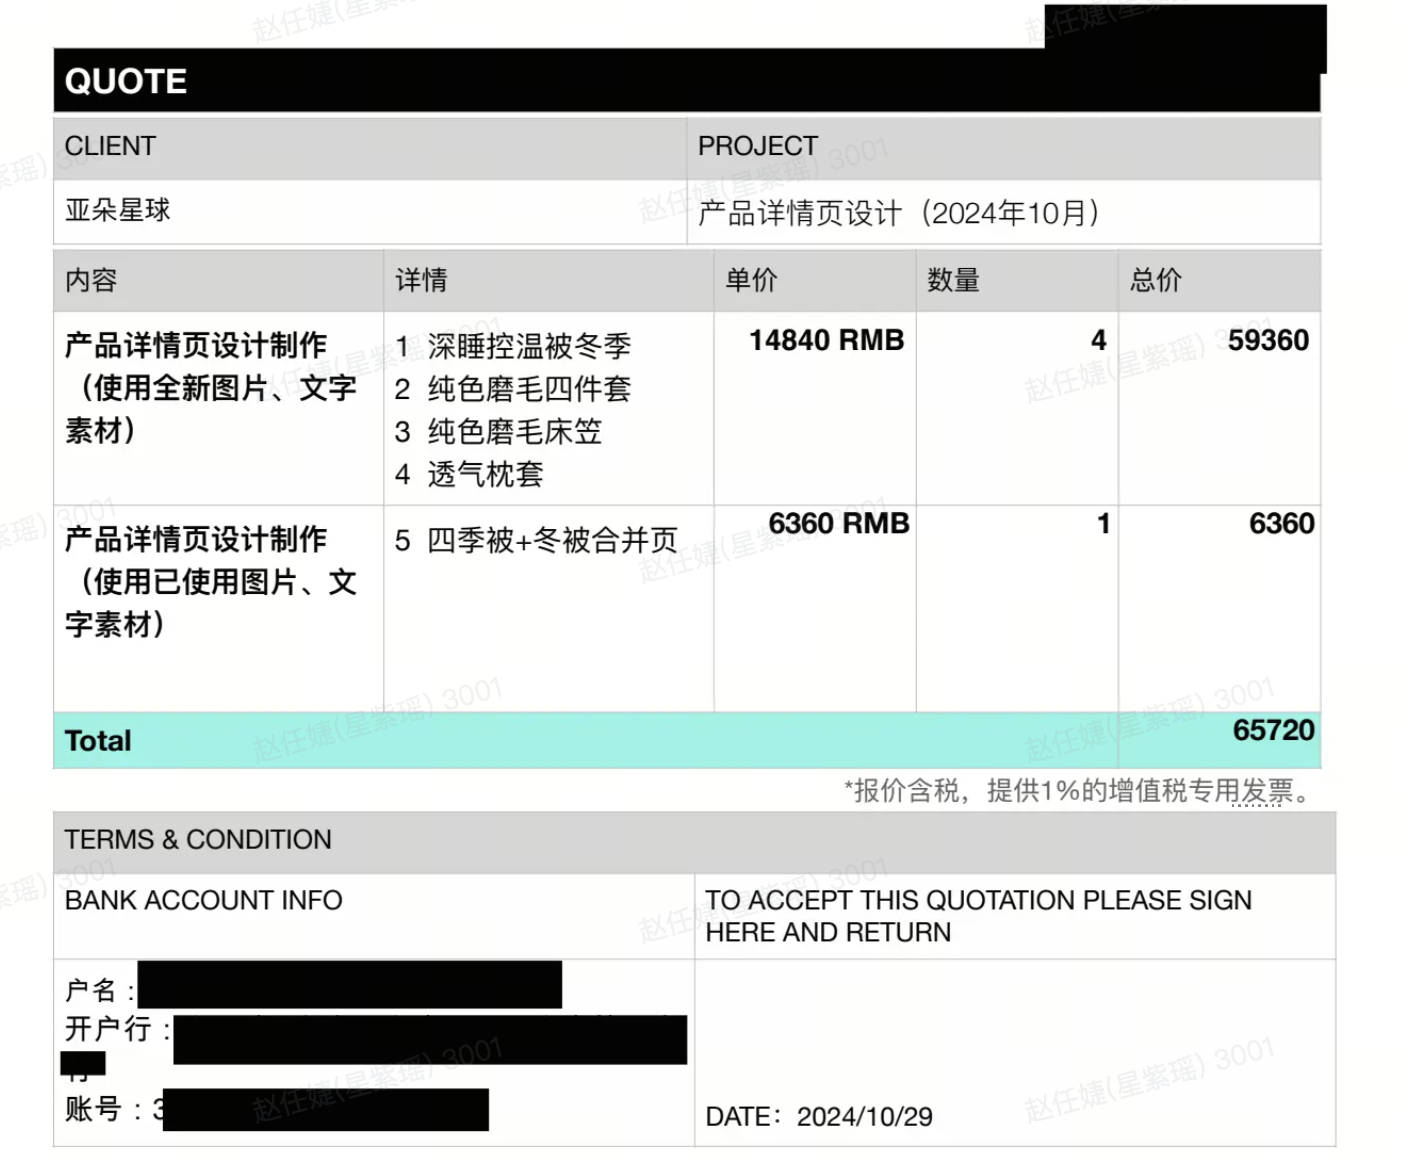 QUOTE
CLIENT
PROJECT
亚朵星球
产品详情页设计（2024年10月）
内容
详情
单价
数量
总价
产品详情页设计制作
（使用全新图片、文字
素材）
1 深睡控温被冬季
2 纯色磨毛四件套
3 纯色磨毛床笠
4 透气枕套
14840 RMB
4
59360
产品详情页设计制作
（使用已使用图片、文
字素材）
5 四季被+冬被合并页
6360 RMB
1
6360
Total
65720
*报价含税，提供1%的增值税专用发票。
TERMS & CONDITION
BANK ACCOUNT INFO
TO ACCEPT THIS QUOTATION PLEASE SIGN
HERE AND RETURN
户名：
开户行：
账号：3
DATE：2024/10/29
赵任婕(星紫瑶) 3001